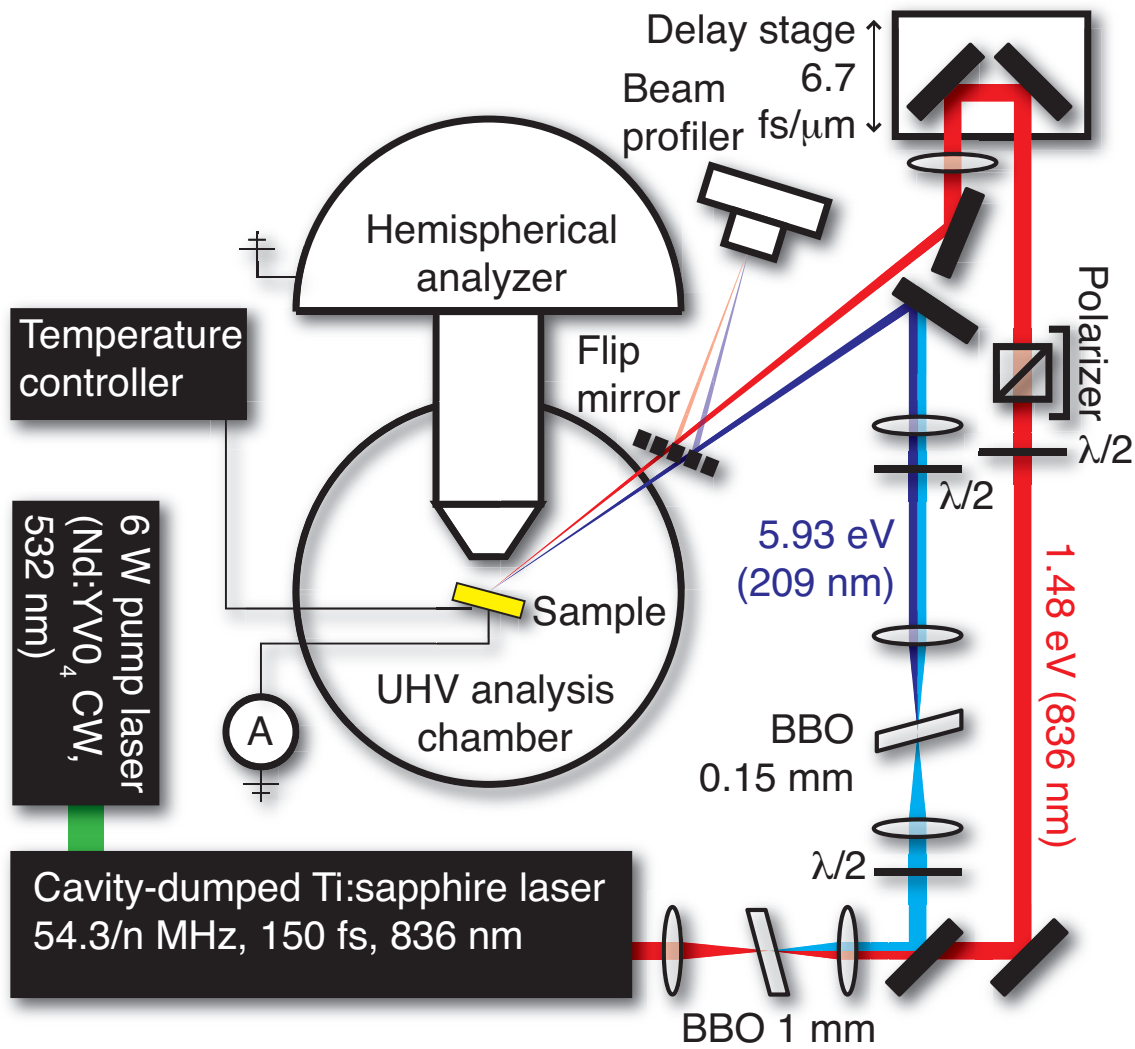 Delay stage
6.7
fs/μm
Beam
profiler
Hemispherical
analyzer
Polarizer
Temperature
controller
Flip
mirror
λ/2
λ/2
6 W pump laser
(Nd:YV0₄ CW,
532 nm)
5.93 eV
(209 nm)
1.48 eV (836 nm)
Sample
UHV analysis
chamber
A
BBO
0.15 mm
λ/2
Cavity-dumped Ti:sapphire laser
54.3/n MHz, 150 fs, 836 nm
BBO 1 mm